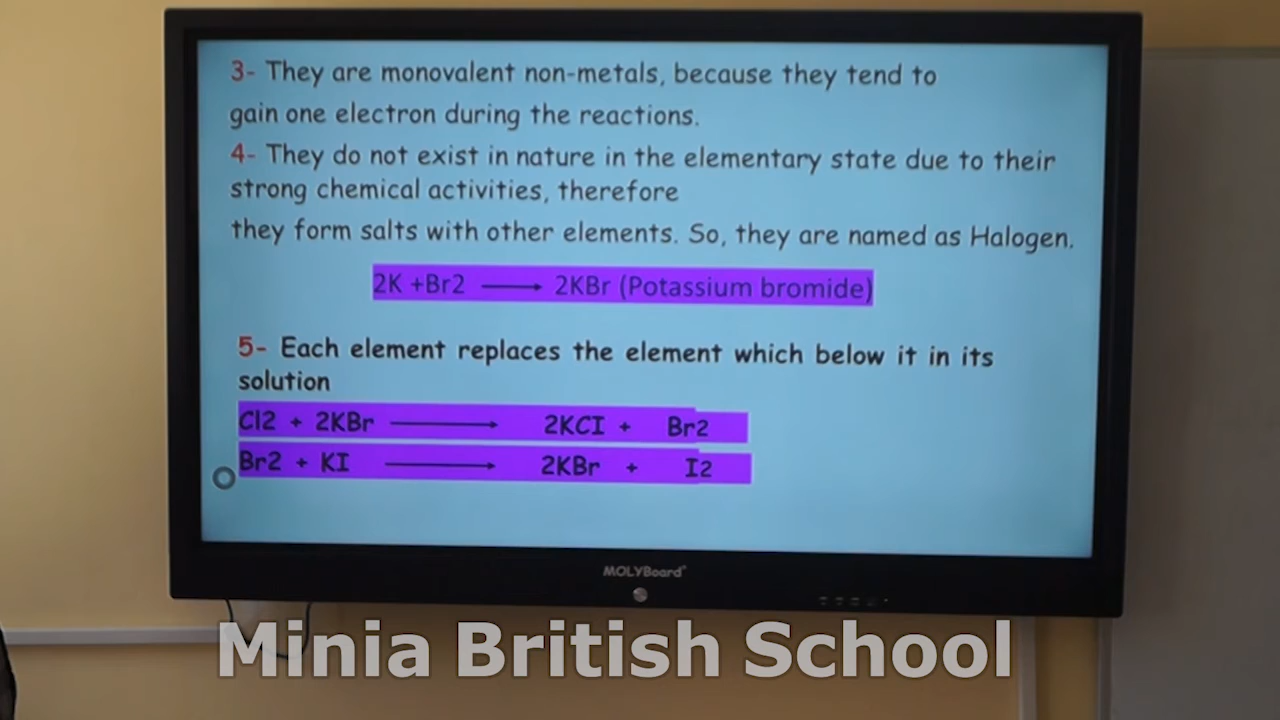 3- They are monovalent non-metals, because they tend to
gain one electron during the reactions.
4- They do not exist in nature in the elementary state due to their
strong chemical activities, therefore
they form salts with other elements. So, they are named as Halogen.
2K +Br2 ⟶ 2KBr (Potassium bromide)
5- Each element replaces the element which below it in its
solution
Cl2 + 2KBr ⟶ 2KCI + Br2
Br2 + KI ⟶ 2KBr + I2
MOLYBoard
Minia British School